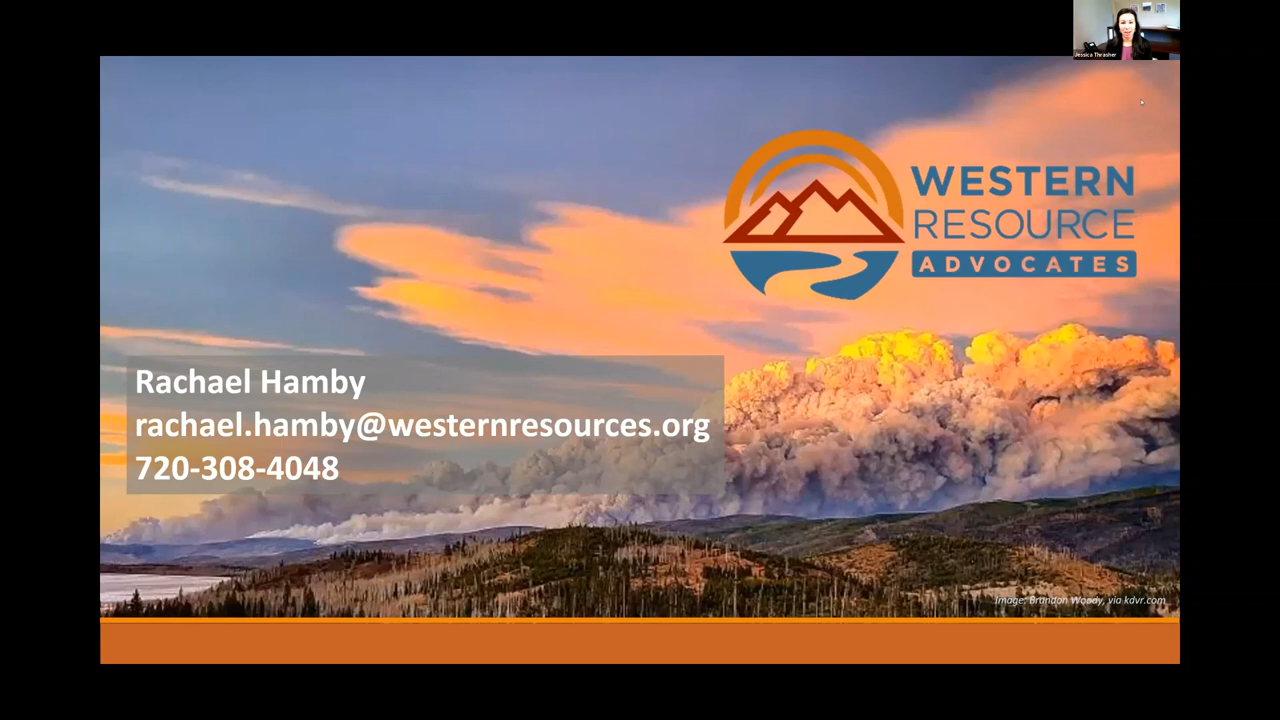 Jessica Thrasher
WESTERN
RESOURCE
ADVOCATES
Rachael Hamby
rachael.hamby@westernresources.org
720-308-4048
Image: Brandon Woody, via kdvr.com